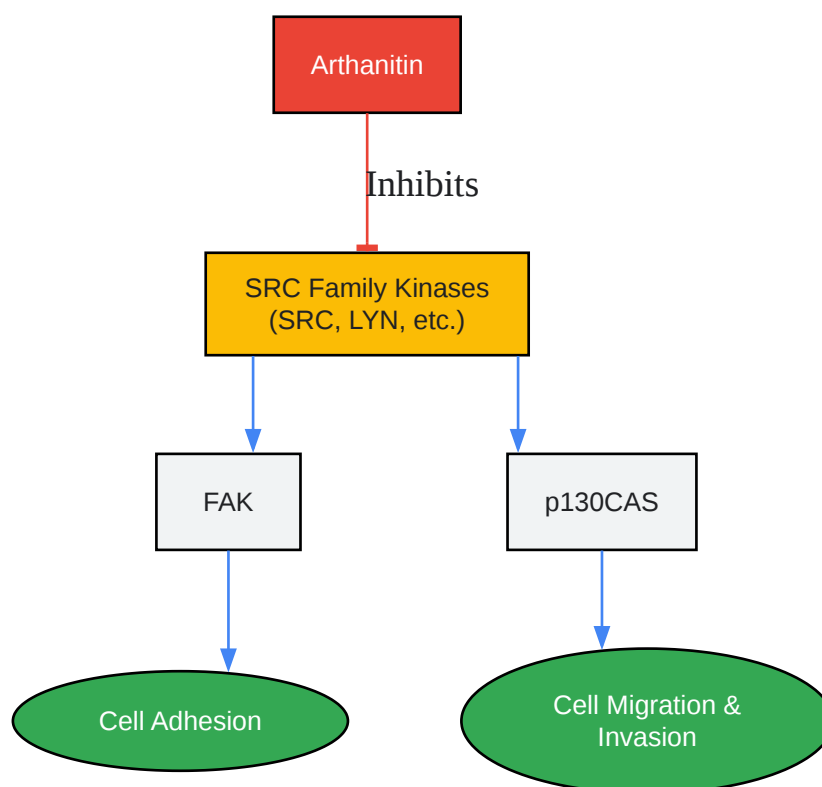 Arthanitin
Inhibits
SRC Family Kinases
(SRC, LYN, etc.)
FAK
p130CAS
Cell Adhesion
Cell Migration &
Invasion